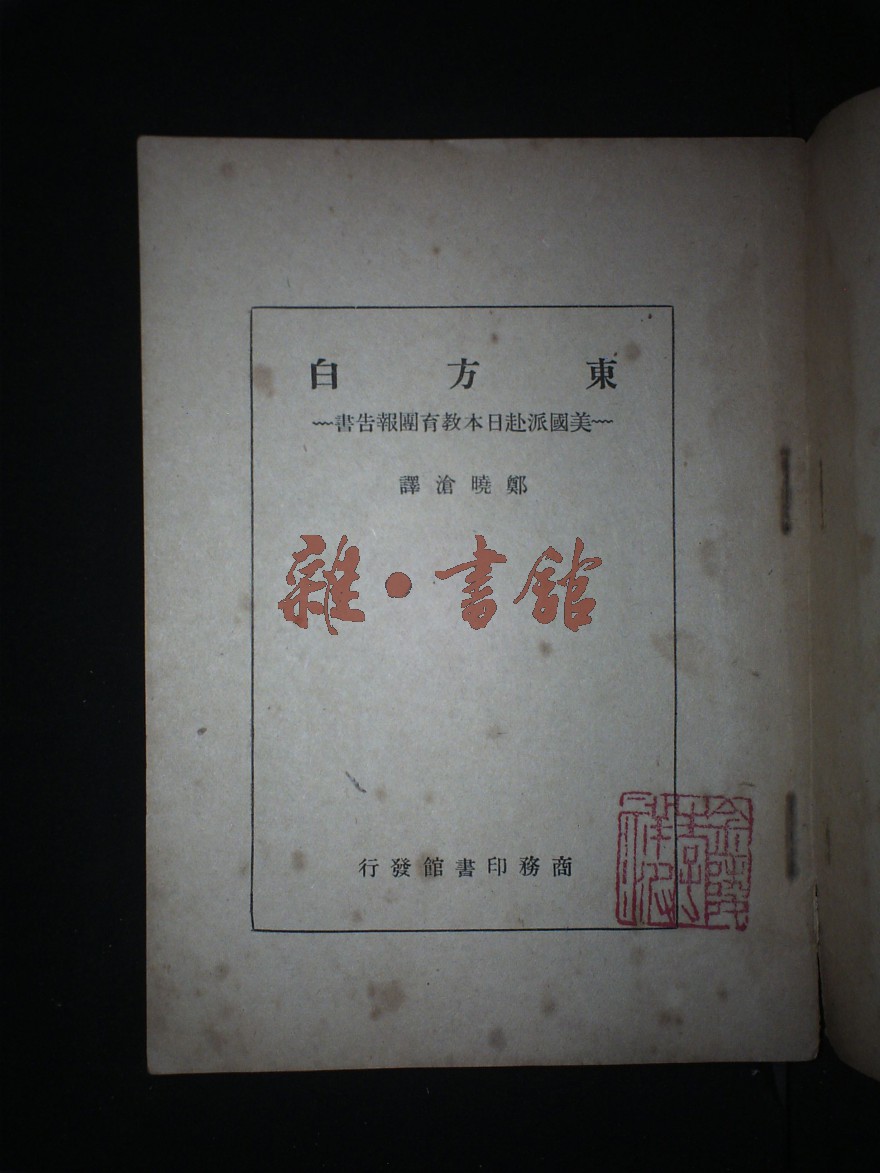 東方白
美國派赴日本教育團報告書
鄭曉滄譯
雜·書館
商務印書館發行